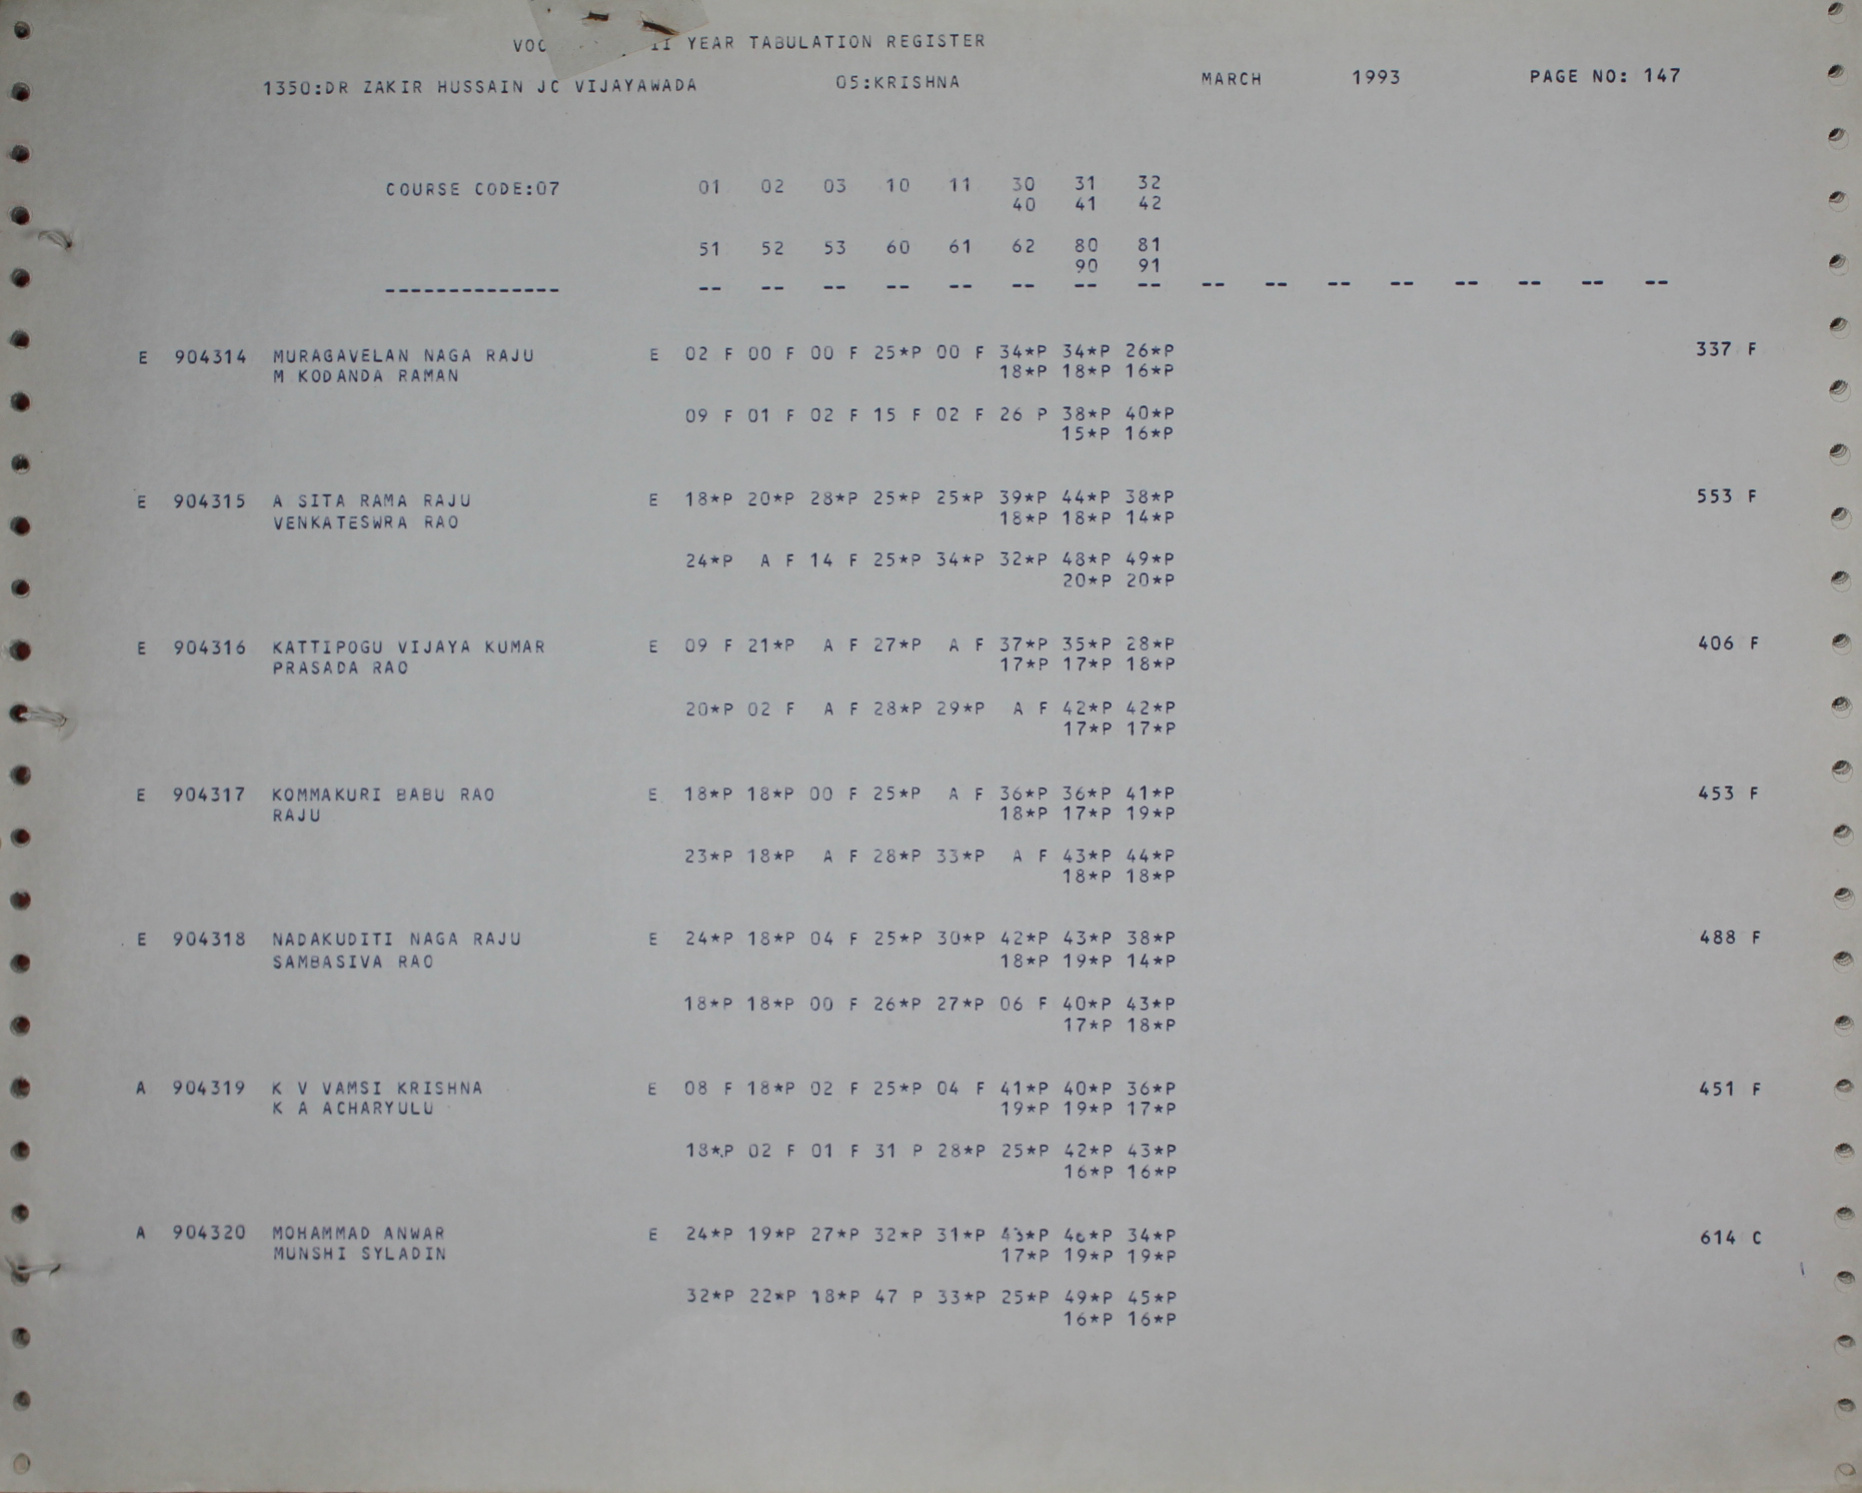 VOC II YEAR TABULATION REGISTER
1350:DR ZAKIR HUSSAIN JC VIJAYAWADA 05:KRISHNA MARCH 1993 PAGE NO: 147
COURSE CODE:07 01 02 03 10 11 30 31 32
40 41 42
51 52 53 60 61 62 80 81
90 91
-------------- -- -- -- -- -- -- -- -- -- -- -- -- -- -- -- --
E 904314 MURAGAVELAN NAGA RAJU E 02 F 00 F 00 F 25*P 00 F 34*P 34*P 26*P 337 F
M KODANDA RAMAN 18*P 18*P 16*P
09 F 01 F 02 F 15 F 02 F 26 P 38*P 40*P
15*P 16*P
E 904315 A SITA RAMA RAJU E 18*P 20*P 28*P 25*P 25*P 39*P 44*P 38*P 553 F
VENKATESWRA RAO 18*P 18*P 14*P
24*P A F 14 F 25*P 34*P 32*P 48*P 49*P
20*P 20*P
E 904316 KATTIPOGU VIJAYA KUMAR E 09 F 21*P A F 27*P A F 37*P 35*P 28*P 406 F
PRASADA RAO 17*P 17*P 18*P
20*P 02 F A F 28*P 29*P A F 42*P 42*P
17*P 17*P
E 904317 KOMMAKURI BABU RAO E 18*P 18*P 00 F 25*P A F 36*P 36*P 41*P 453 F
RAJU 18*P 17*P 19*P
23*P 18*P A F 28*P 33*P A F 43*P 44*P
18*P 18*P
E 904318 NADAKUDITI NAGA RAJU E 24*P 18*P 04 F 25*P 30*P 42*P 43*P 38*P 488 F
SAMBASIVA RAO 18*P 19*P 14*P
18*P 18*P 00 F 26*P 27*P 06 F 40*P 43*P
17*P 18*P
A 904319 K V VAMSI KRISHNA E 08 F 18*P 02 F 25*P 04 F 41*P 40*P 36*P 451 F
K A ACHARYULU 19*P 19*P 17*P
18*P 02 F 01 F 31 P 28*P 25*P 42*P 43*P
16*P 16*P
A 904320 MOHAMMAD ANWAR E 24*P 19*P 27*P 32*P 31*P 43*P 34*P 614 C
MUNSHI SYLADIN 17*P 19*P 19*P
32*P 22*P 18*P 47 P 33*P 25*P 49*P 45*P
16*P 16*P